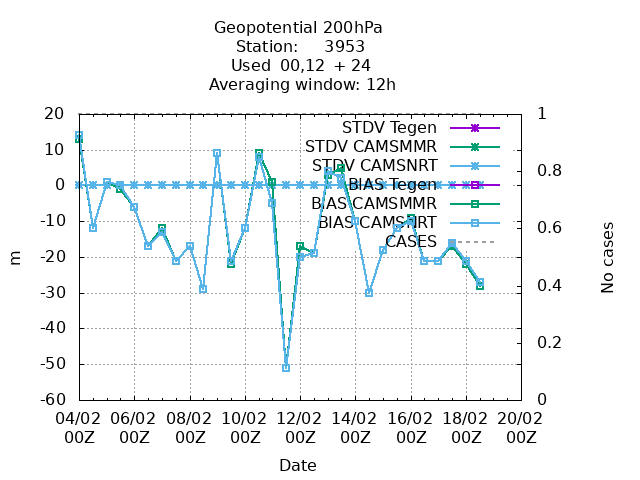 Geopotential 200hPa
Station: 3953
Used 00,12 + 24
Averaging window: 12h
20 1
STDV Tegen
10
STDV CAMSMMR
STDV CAMSNRT
0.8
0 BIAS Tegen
BIAS CAMSMMR
-10 BIAS CAMSNRT 0.6
CASES
m -20 No cases
-30 0.4
-40
0.2
-50
-60 0
04/02 06/02 08/02 10/02 12/02 14/02 16/02 18/02 20/02
00Z 00Z 00Z 00Z 00Z 00Z 00Z 00Z 00Z
Date